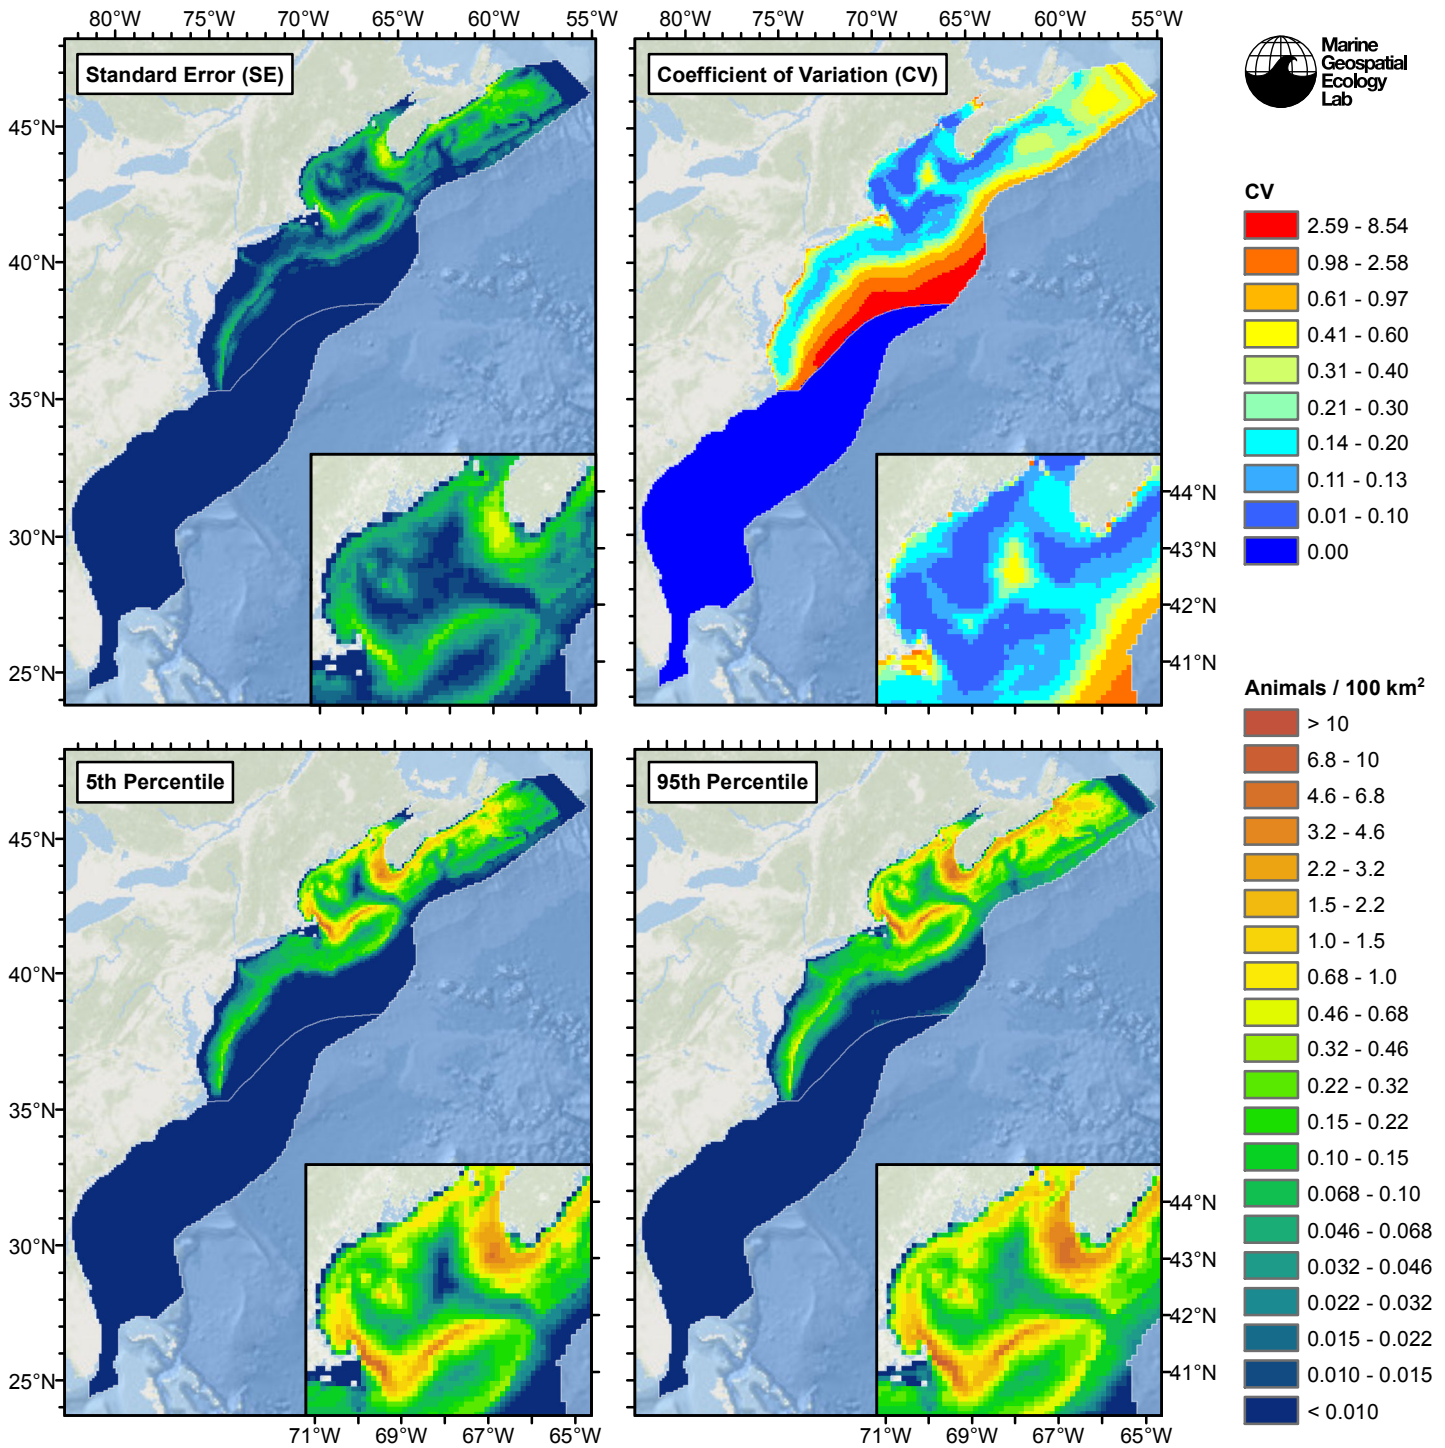 80°W 75°W 70°W 65°W 60°W 55°W
80°W 75°W 70°W 65°W 60°W 55°W
Standard Error (SE)
Coefficient of Variation (CV)
Marine
Geospatial
Ecology
Lab
45°N
40°N
35°N
30°N
25°N
44°N
43°N
42°N
41°N
CV
2.59 - 8.54
0.98 - 2.58
0.61 - 0.97
0.41 - 0.60
0.31 - 0.40
0.21 - 0.30
0.14 - 0.20
0.11 - 0.13
0.01 - 0.10
0.00
5th Percentile
95th Percentile
45°N
40°N
35°N
30°N
25°N
44°N
43°N
42°N
41°N
71°W 69°W 67°W 65°W
71°W 69°W 67°W 65°W
Animals / 100 km²
> 10
6.8 - 10
4.6 - 6.8
3.2 - 4.6
2.2 - 3.2
1.5 - 2.2
1.0 - 1.5
0.68 - 1.0
0.46 - 0.68
0.32 - 0.46
0.22 - 0.32
0.15 - 0.22
0.10 - 0.15
0.068 - 0.10
0.046 - 0.068
0.032 - 0.046
0.022 - 0.032
0.015 - 0.022
0.010 - 0.015
< 0.010